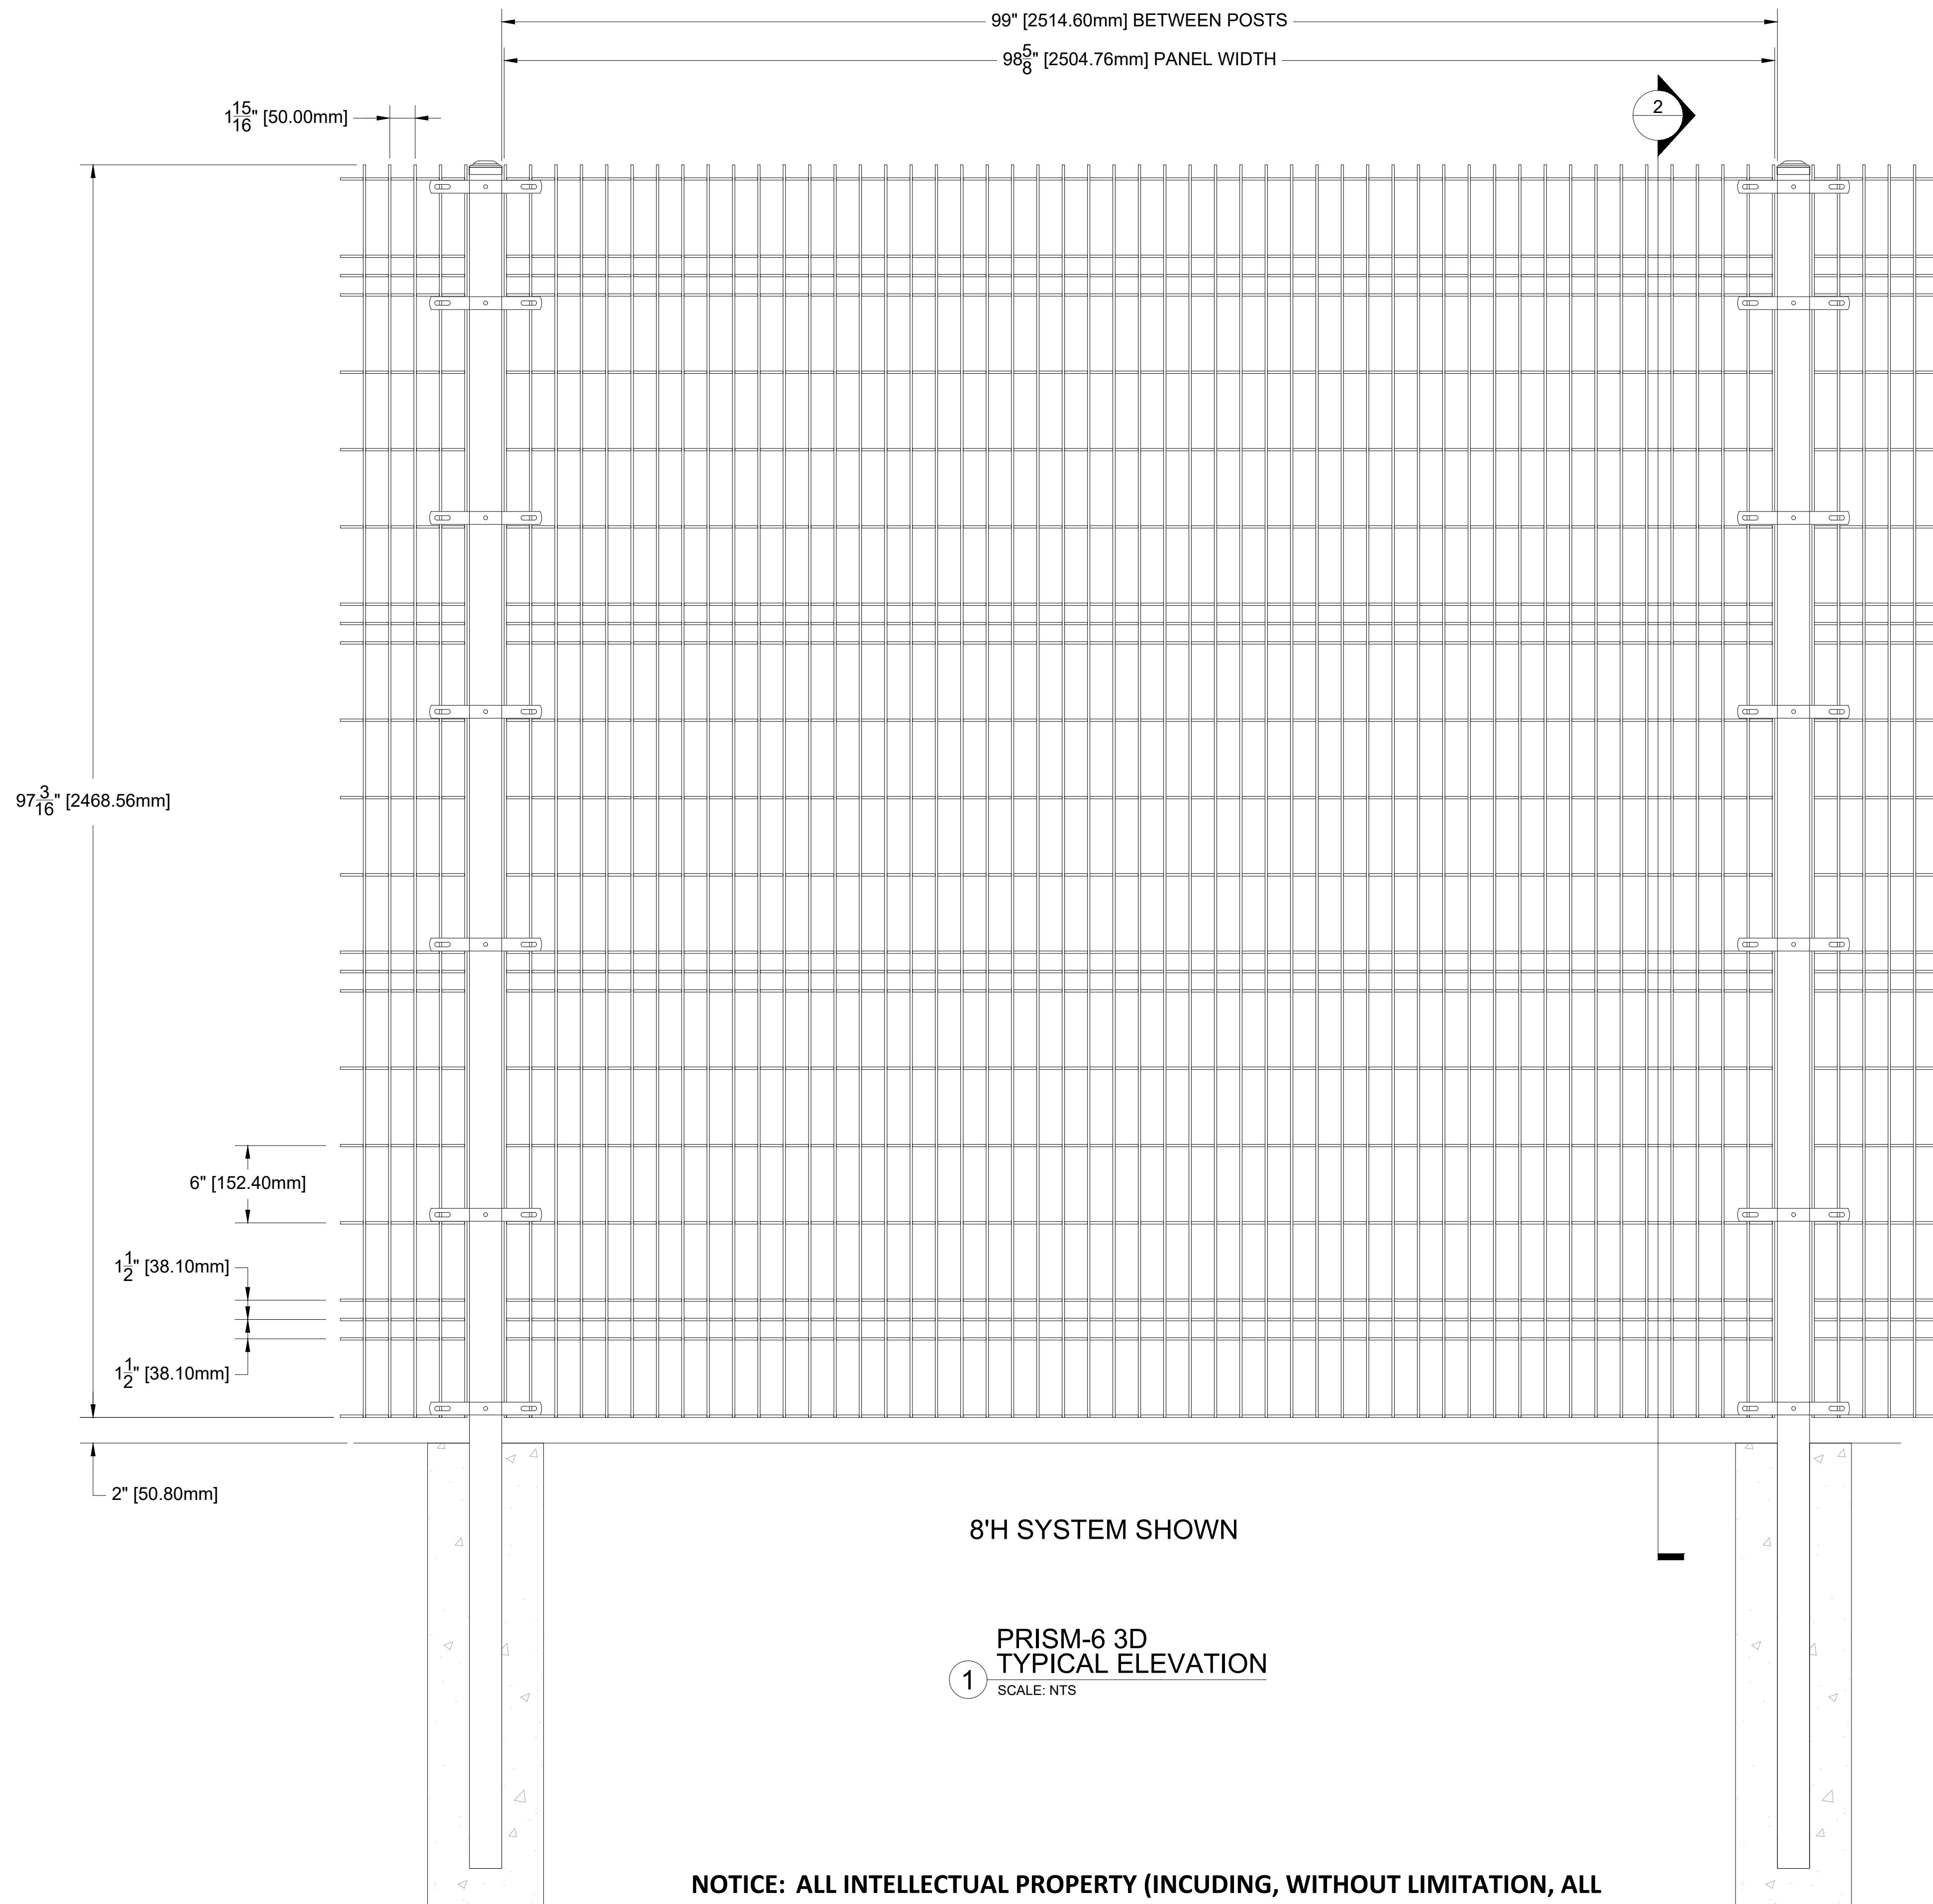 99" [2514.60mm] BETWEEN POSTS
98 5/8" [2504.76mm] PANEL WIDTH
1 15/16" [50.00mm]
2
97 3/16" [2468.56mm]
6" [152.40mm]
1 1/2" [38.10mm]
1 1/2" [38.10mm]
2" [50.80mm]
8'H SYSTEM SHOWN
PRISM-6 3D
1 TYPICAL ELEVATION
SCALE: NTS
NOTICE: ALL INTELLECTUAL PROPERTY (INCUDING, WITHOUT LIMITATION, ALL